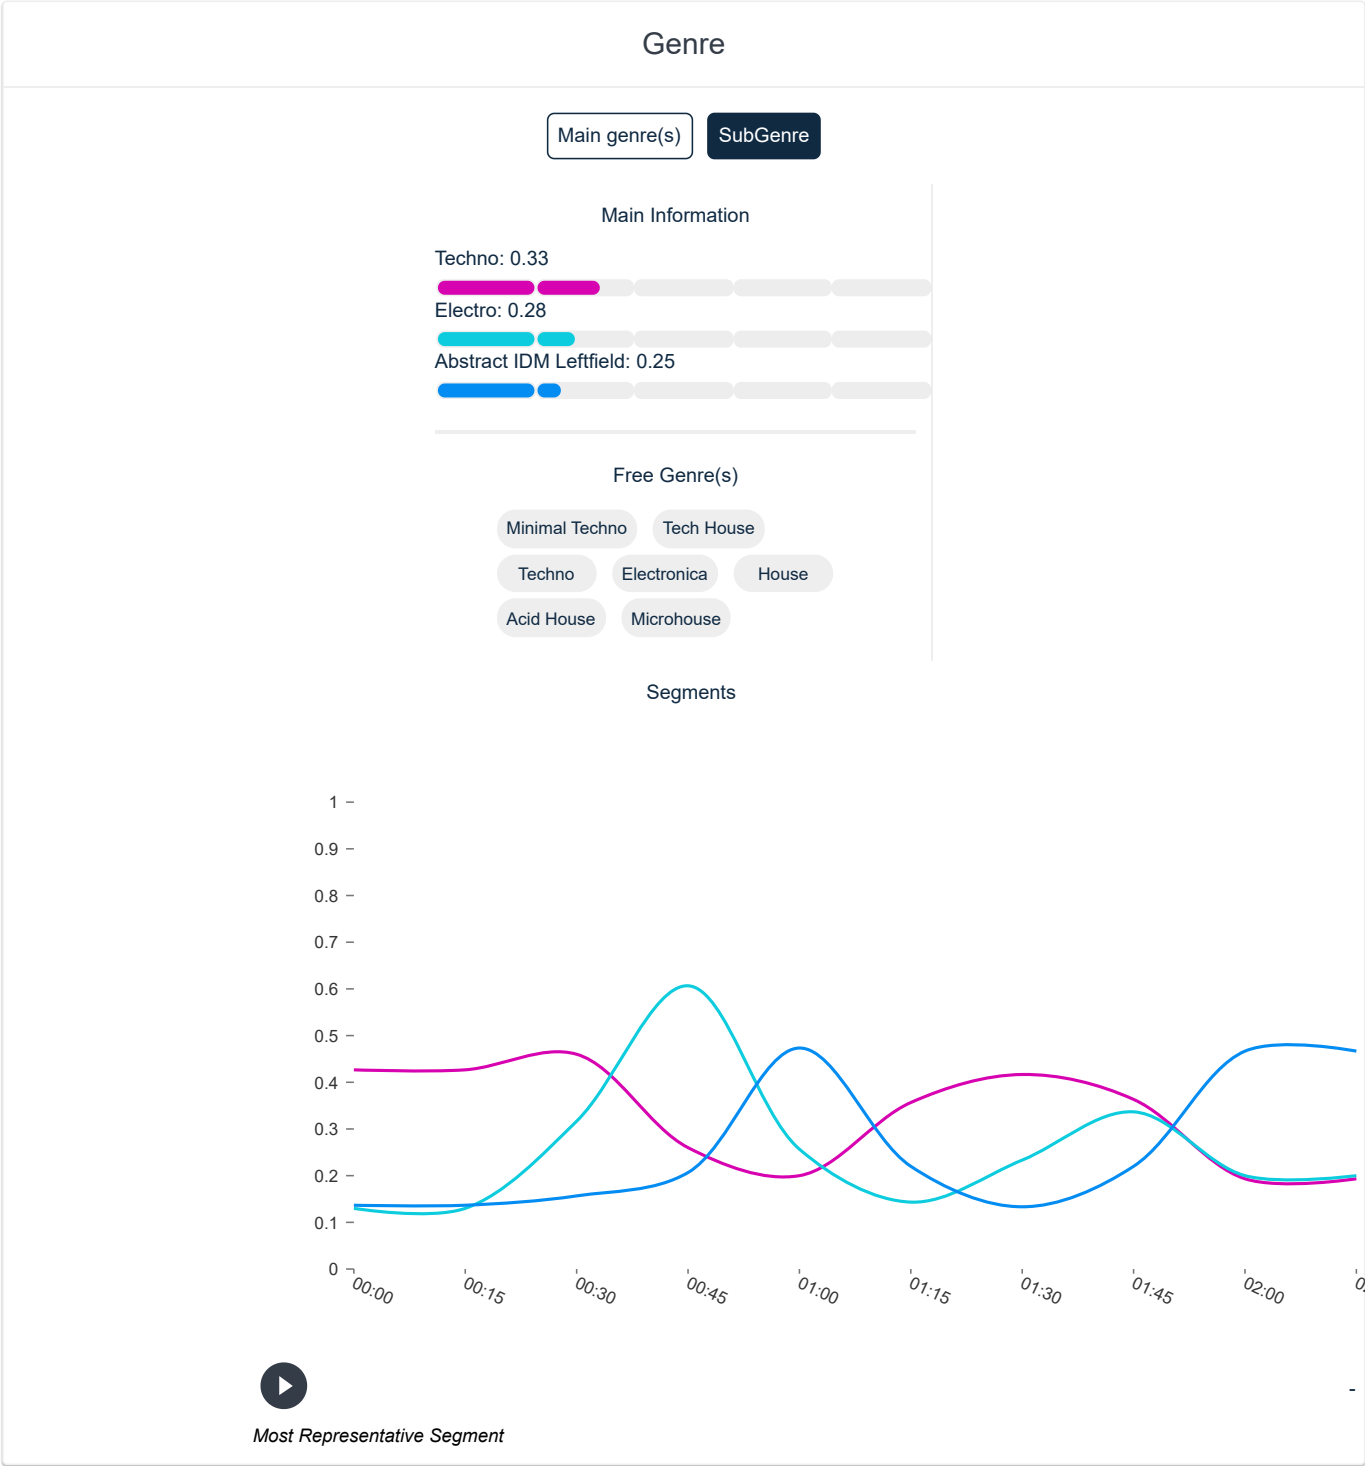 Genre
Main genre(s) SubGenre
Main Information
Techno: 0.33
Electro: 0.28
Abstract IDM Leftfield: 0.25
Free Genre(s)
Minimal Techno Tech House
Techno Electronica House
Acid House Microhouse
Segments
1
0.9
0.8
0.7
0.6
0.5
0.4
0.3
0.2
0.1
0
00:00 00:15 00:30 00:45 01:00 01:15 01:30 01:45 02:00
-
Most Representative Segment